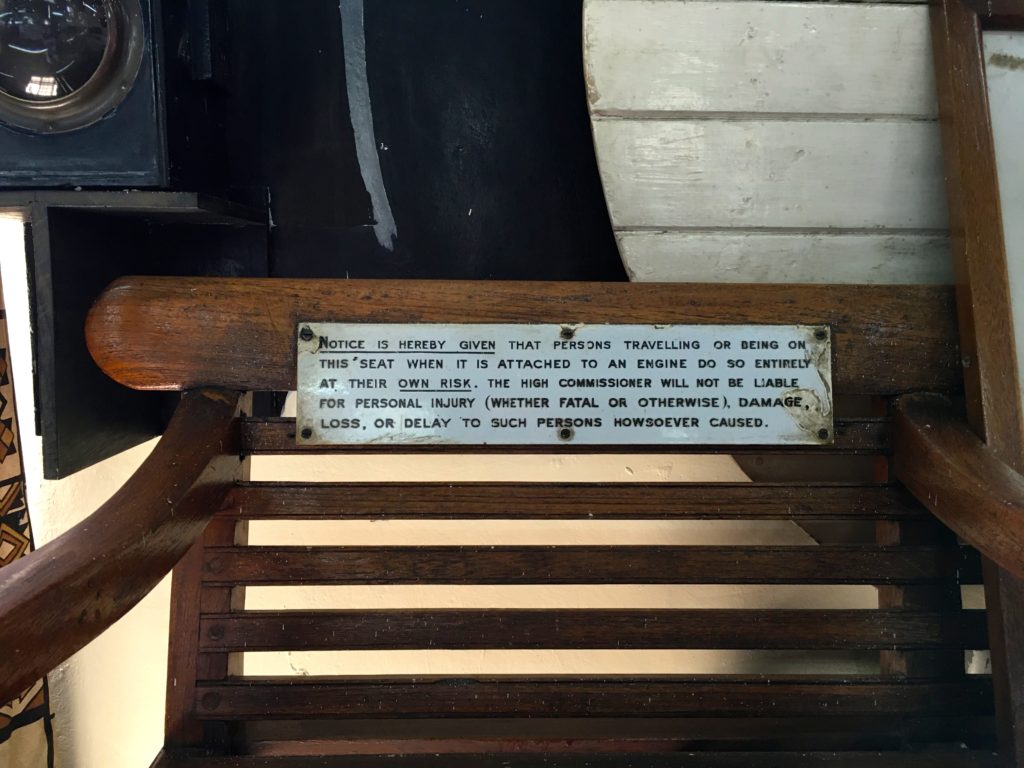 NOTICE IS HEREBY GIVEN THAT PERSONS TRAVELLING OR BEING ON
THIS SEAT WHEN IT IS ATTACHED TO AN ENGINE DO SO ENTIRELY
AT THEIR OWN RISK. THE HIGH COMMISSIONER WILL NOT BE LIABLE
FOR PERSONAL INJURY (WHETHER FATAL OR OTHERWISE), DAMAGE,
LOSS, OR DELAY TO SUCH PERSONS HOWSOEVER CAUSED.